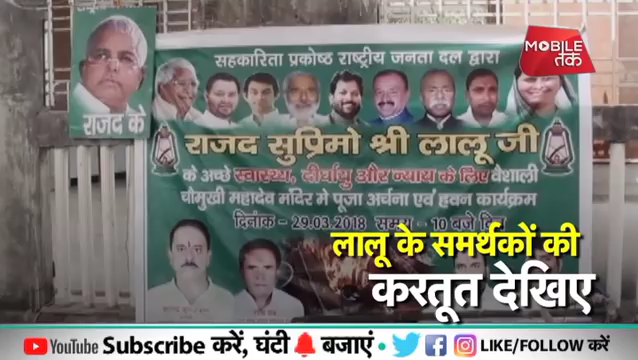 MOBILE
तक
सहकारिता प्रकोष्ठ राष्ट्रीय जनता दल द्वारा
राजद के
राजद सुप्रिमो श्री लालू जी
के अच्छे स्वास्थ्य, दीर्घायु और न्याय के लिए वैशाली
चौमुखी महादेव मंदिर मे पूजा अर्चना एवं हवन कार्यक्रम
दिनांक - 29.03.2018 समय - 10 बजे दिन
लालू के समर्थकों की
करतूत देखिए
YouTube Subscribe करें, घंटी बजाएं LIKE/FOLLOW करें